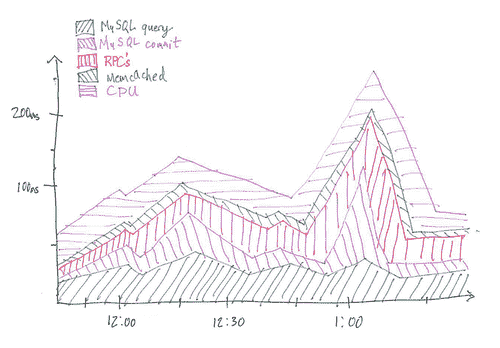 MySQL query
MySQL commit
RPC's
Memcached
CPU
200ms
100ms
12:00
12:30
1:00